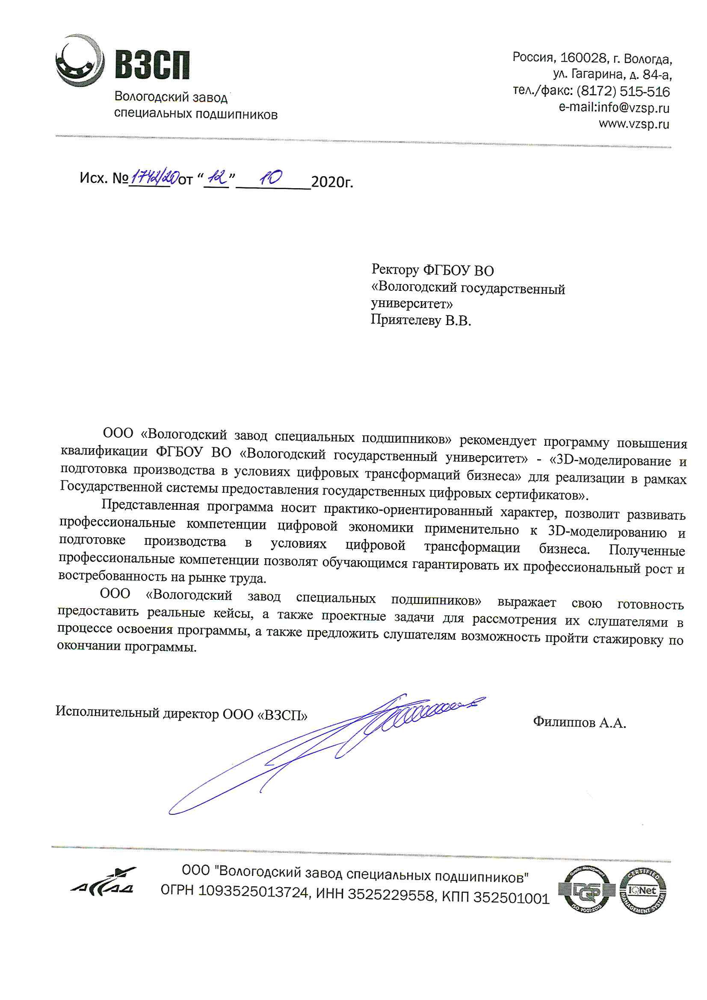 ВЗСП
Вологодский завод
специальных подшипников
Россия, 160028, г. Вологда,
ул. Гагарина, д. 84-а,
тел./факс: (8172) 515-516
e-mail:info@vzsp.ru
www.vzsp.ru
Исх. № 1742/20 от “12” 10 2020г.
Ректору ФГБОУ ВО
«Вологодский государственный
университет»
Приятелеву В.В.
ООО «Вологодский завод специальных подшипников» рекомендует программу повышения
квалификации ФГБОУ ВО «Вологодский государственный университет» - «3D-моделирование и
подготовка производства в условиях цифровых трансформаций бизнеса» для реализации в рамках
Государственной системы предоставления государственных цифровых сертификатов».
Представленная программа носит практико-ориентированный характер, позволит развивать
профессиональные компетенции цифровой экономики применительно к 3D-моделированию и
подготовке производства в условиях цифровой трансформации бизнеса. Полученные
профессиональные компетенции позволят обучающимся гарантировать их профессиональный рост и
востребованность на рынке труда.
ООО «Вологодский завод специальных подшипников» выражает свою готовность
предоставить реальные кейсы, а также проектные задачи для рассмотрения их слушателями в
процессе освоения программы, а также предложить слушателям возможность пройти стажировку по
окончании программы.
Исполнительный директор ООО «ВЗСП»
Филиппов А.А.
АССАД
ООО "Вологодский завод специальных подшипников"
ОГРН 1093525013724, ИНН 3525229558, КПП 352501001
Quality Management
DQS
ISO 9001:2015
CERTIFIED
IQNet
MANAGEMENT SYSTEM